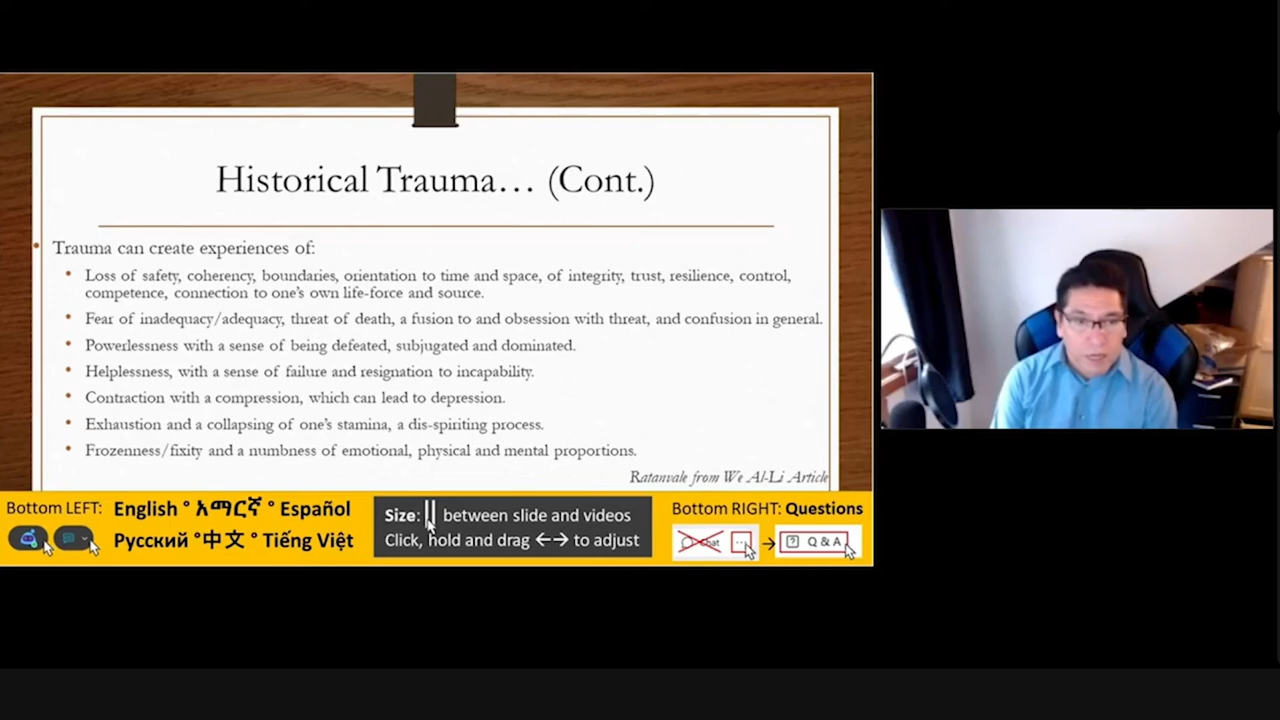 Historical Trauma… (Cont.)
• Trauma can create experiences of:
• Loss of safety, coherency, boundaries, orientation to time and space, of integrity, trust, resilience, control,
competence, connection to one's own life-force and source.
• Fear of inadequacy/adequacy, threat of death, a fusion to and obsession with threat, and confusion in general.
• Powerlessness with a sense of being defeated, subjugated and dominated.
• Helplessness, with a sense of failure and resignation to incapability.
• Contraction with a compression, which can lead to depression.
• Exhaustion and a collapsing of one's stamina, a dis-spiriting process.
• Frozenness/fixity and a numbness of emotional, physical and mental proportions.
Ratanvale from We Al-Li Article
Bottom LEFT: English ° አማርኛ ° Español
Русский °中文 ° Tiếng Việt
Size: || between slide and videos
Click, hold and drag ←→ to adjust
Bottom RIGHT: Questions
Chat ... → ? Q & A